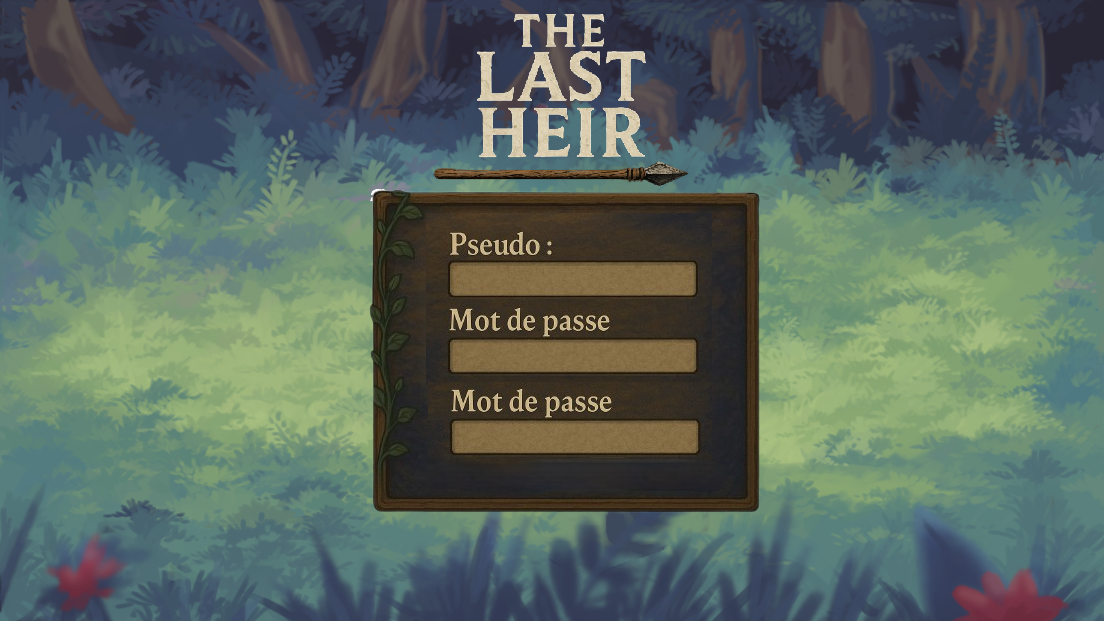 THE
LAST
HEIR
Pseudo :
Mot de passe
Mot de passe